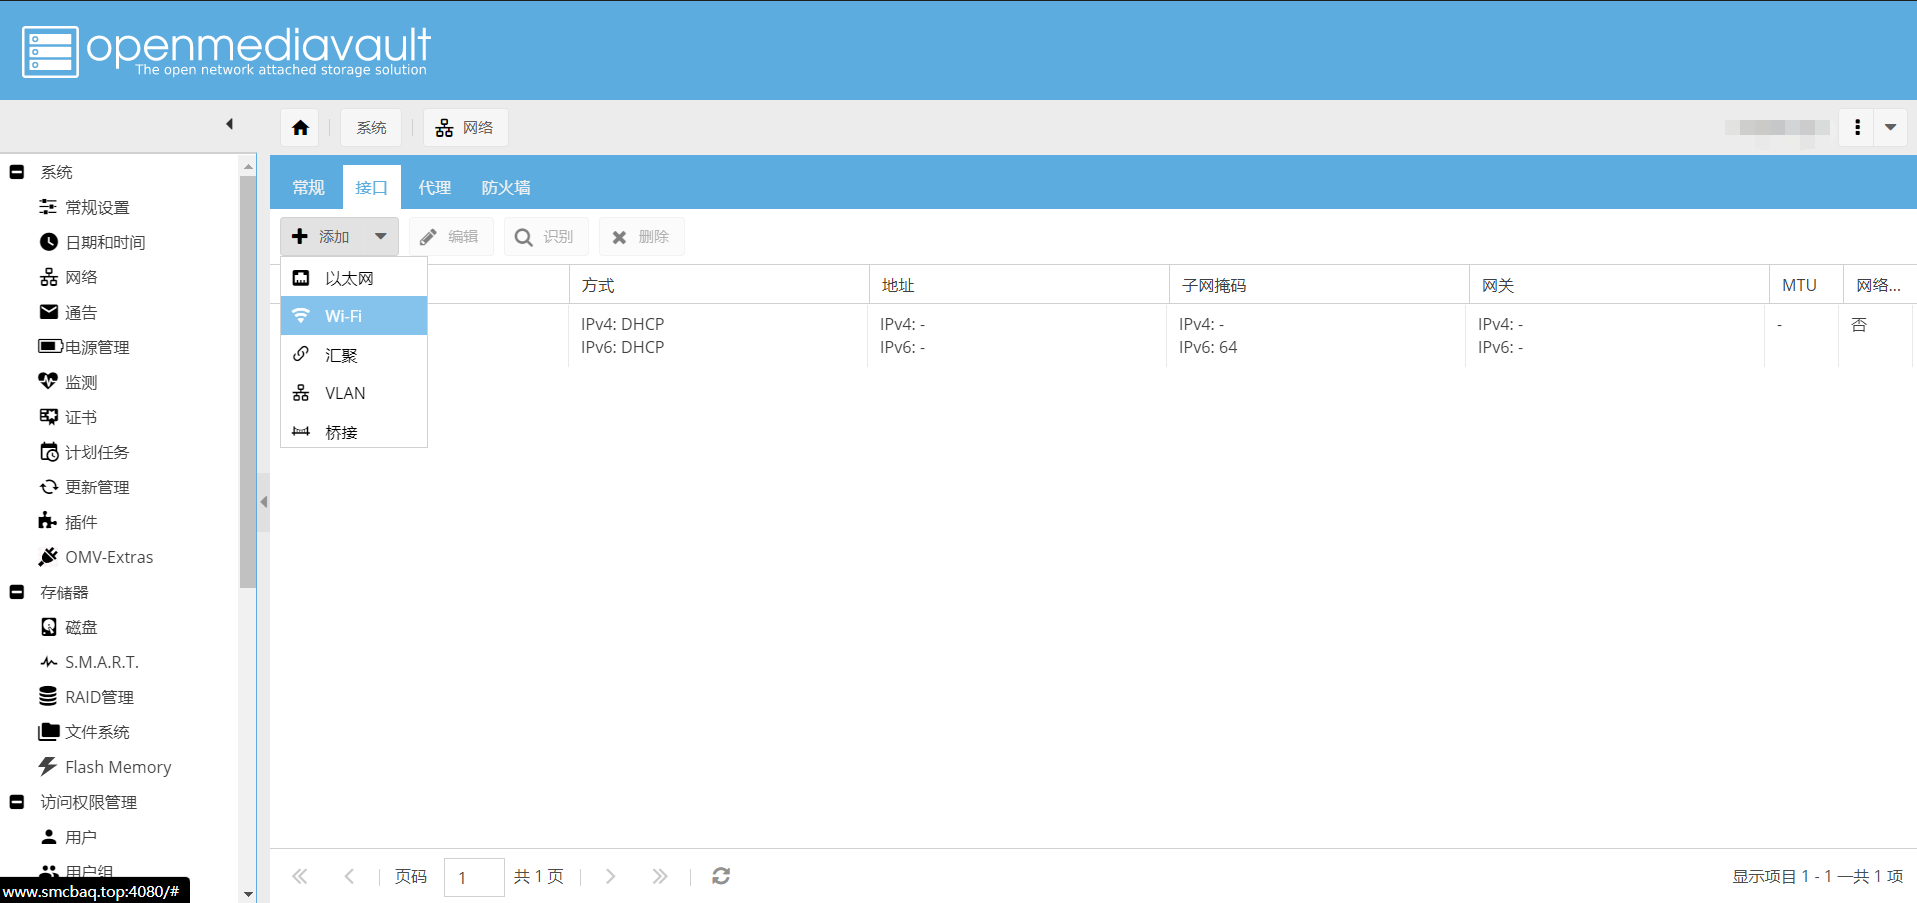 openmediavault
The open network attached storage solution
系统
网络
系统
常规设置
日期和时间
网络
通告
电源管理
监测
证书
计划任务
更新管理
插件
OMV-Extras
存储器
磁盘
S.M.A.R.T.
RAID管理
文件系统
Flash Memory
访问权限管理
用户
用户组
www.smcbaq.top:4080/#
常规 接口 代理 防火墙
添加 编辑 识别 删除
以太网
Wi-Fi
汇聚
VLAN
桥接
方式 地址 子网掩码 网关 MTU 网络...
IPv4: DHCP IPv4: - IPv4: - IPv4: - - 否
IPv6: DHCP IPv6: - IPv6: 64 IPv6: -
页码 1 共 1 页
显示项目 1 - 1 —共 1 项